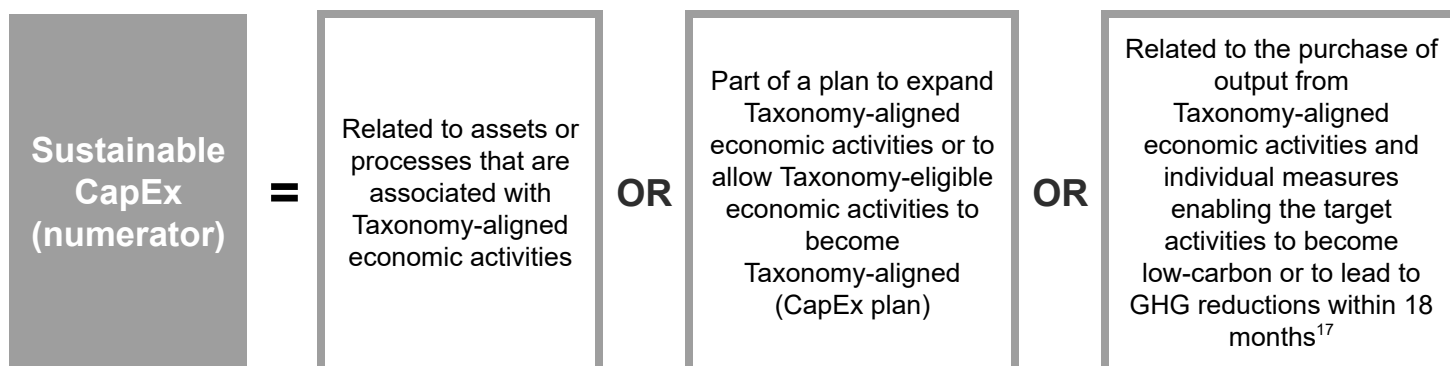 Sustainable
CapEx
(numerator)
=
Related to assets or
processes that are
associated with
Taxonomy-aligned
economic activities
OR
Part of a plan to expand
Taxonomy-aligned
economic activities or to
allow Taxonomy-eligible
economic activities to
become
Taxonomy-aligned
(CapEx plan)
OR
Related to the purchase of
output from
Taxonomy-aligned
economic activities and
individual measures
enabling the target
activities to become
low-carbon or to lead to
GHG reductions within 18
months17